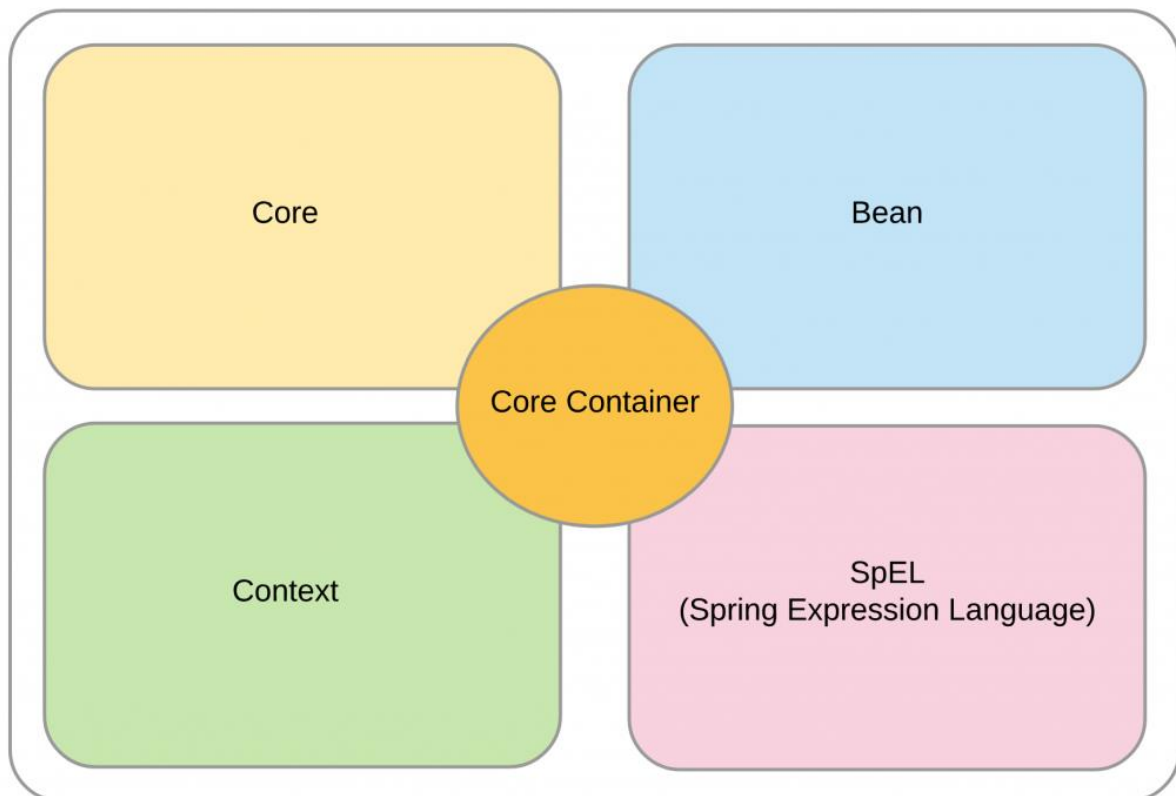 Core
Bean
Core Container
Context
SpEL
(Spring Expression Language)